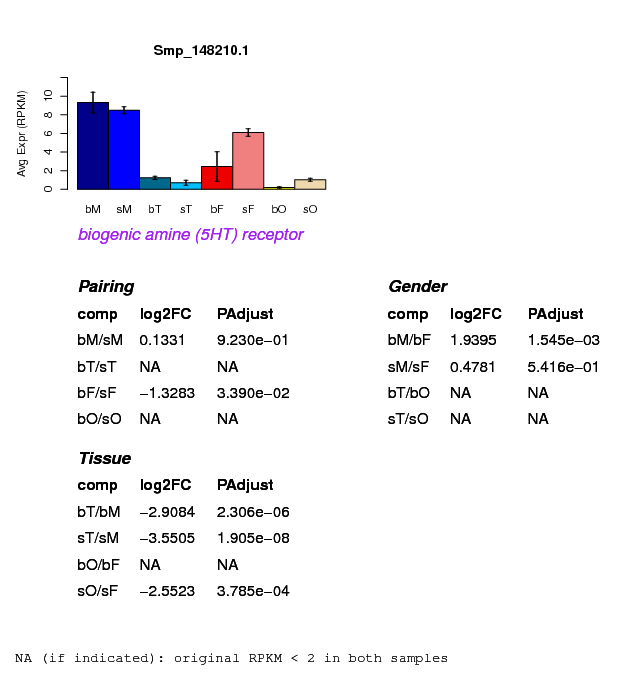 Smp_148210.1
Avg Expr (RPKM)
0 2 4 6 8 10
bM sM bT sT bF sF bO sO
biogenic amine (5HT) receptor
Pairing
comp log2FC PAdjust
bM/sM 0.1331 9.230e−01
bT/sT NA NA
bF/sF −1.3283 3.390e−02
bO/sO NA NA
Gender
comp log2FC PAdjust
bM/bF 1.9395 1.545e−03
sM/sF 0.4781 5.416e−01
bT/bO NA NA
sT/sO NA NA
Tissue
comp log2FC PAdjust
bT/bM −2.9084 2.306e−06
sT/sM −3.5505 1.905e−08
bO/bF NA NA
sO/sF −2.5523 3.785e−04
NA (if indicated): original RPKM < 2 in both samples